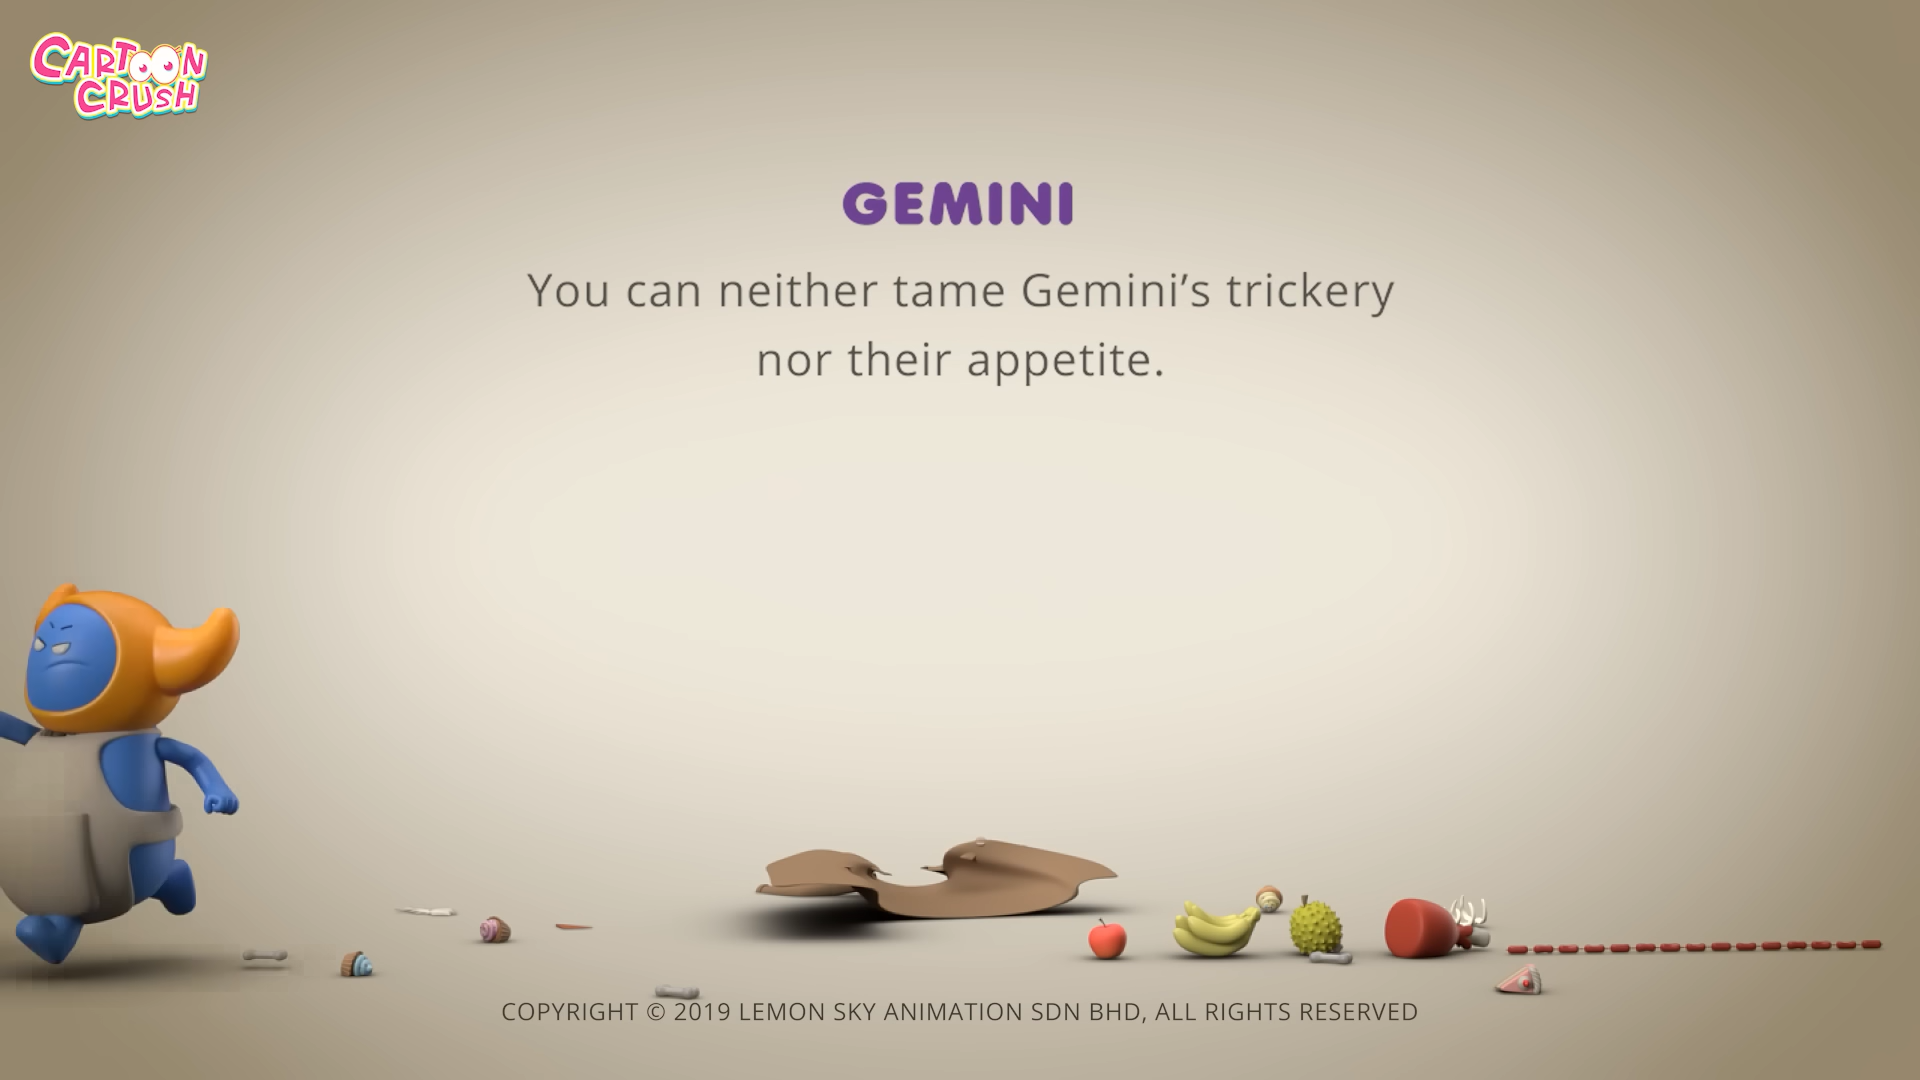 CARTOON
CRUSH
GEMINI
You can neither tame Gemini’s trickery
nor their appetite.
COPYRIGHT © 2019 LEMON SKY ANIMATION SDN BHD, ALL RIGHTS RESERVED